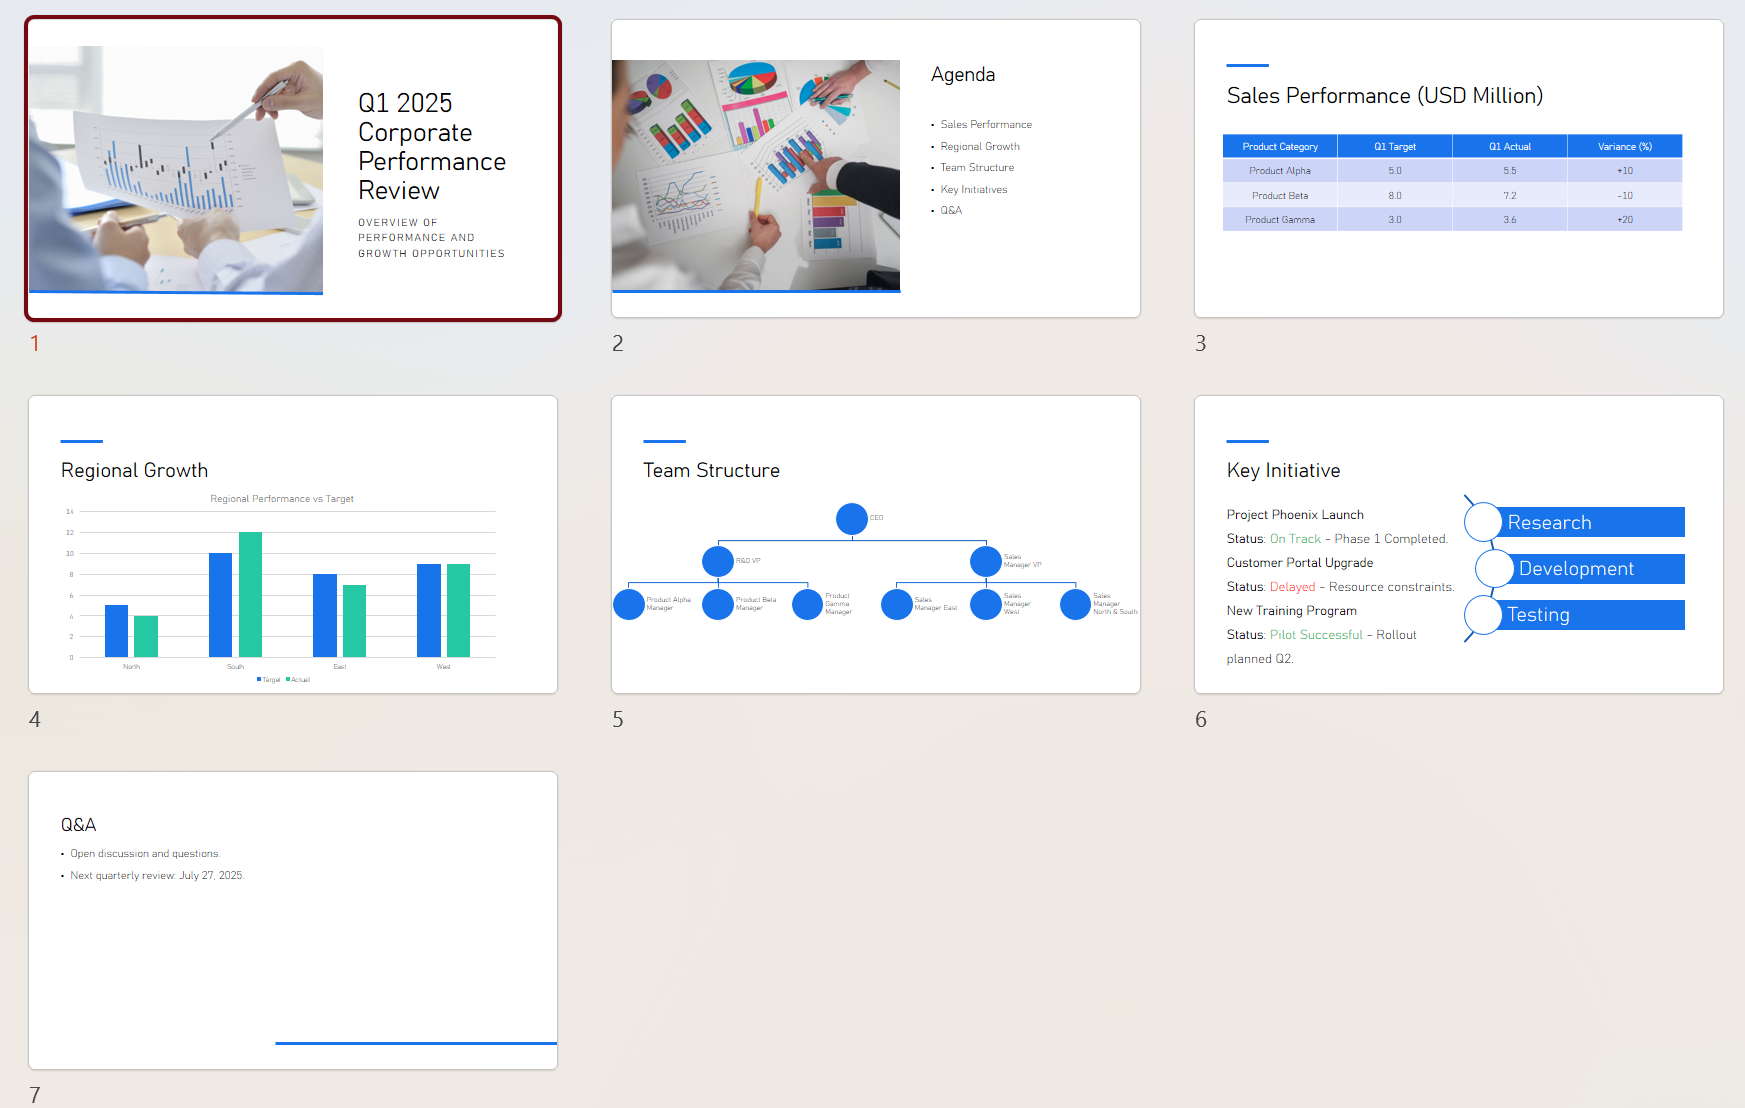 Q1 2025
Corporate
Performance
Review
OVERVIEW OF
PERFORMANCE AND
GROWTH OPPORTUNITIES
1
Agenda
• Sales Performance
• Regional Growth
• Team Structure
• Key Initiatives
• Q&A
2
Sales Performance (USD Million)
Product Category Q1 Target Q1 Actual Variance (%)
Product Alpha 5.0 5.5 +10
Product Beta 8.0 7.2 -10
Product Gamma 3.0 3.6 +20
3
Regional Growth
Regional Performance vs Target
14
12
10
8
6
4
2
0
North South East West
Target Actual
4
Team Structure
CEO
R&D VP
Sales
Manager VP
Product Alpha
Manager
Product Beta
Manager
Product
Gamma
Manager
Sales
Manager East
Sales
Manager
West
Sales
Manager
North & South
5
Key Initiative
Project Phoenix Launch
Status: On Track - Phase 1 Completed.
Customer Portal Upgrade
Status: Delayed - Resource constraints.
New Training Program
Status: Pilot Successful - Rollout
planned Q2.
Research
Development
Testing
6
Q&A
• Open discussion and questions.
• Next quarterly review: July 27, 2025.
7